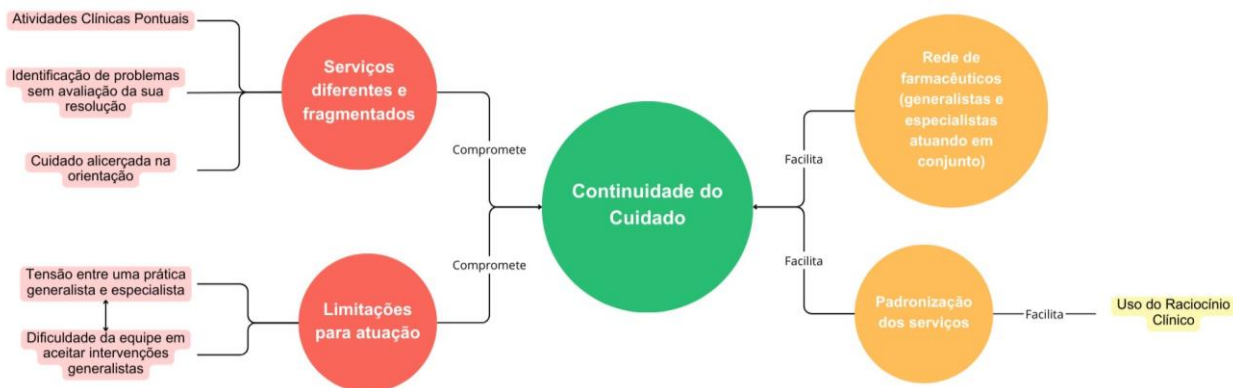 Atividades Clínicas Pontuais
Identificação de problemas
sem avaliação da sua
resolução
Cuidado alicerçada na
orientação
Serviços
diferentes e
fragmentados
Compromete
Tensão entre uma prática
generalista e especialista
Dificuldade da equipe em
aceitar intervenções
generalistas
Limitações
para atuação
Compromete
Continuidade do
Cuidado
Facilita
Rede de
farmacêuticos
(generalistas e
especialistas
atuando em
conjunto)
Facilita
Padronização
dos serviços
Facilita
Uso do Raciocínio
Clínico